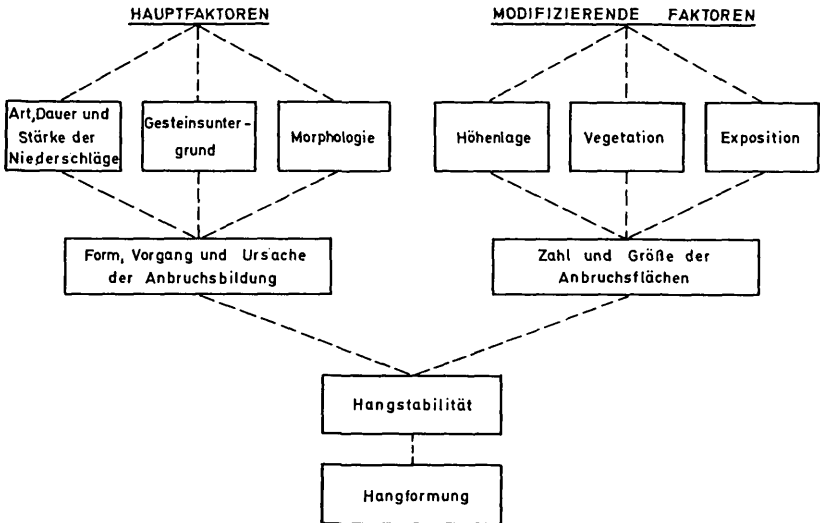 HAUPTFAKTOREN
MODIFIZIERENDE FAKTOREN
Art, Dauer und
Stärke der
Niederschläge
Gesteinsunter-
grund
Morphologie
Höhenlage
Vegetation
Exposition
Form, Vorgang und Ursache
der Anbruchsbildung
Zahl und Größe der
Anbruchsflächen
Hangstabilität
Hangformung